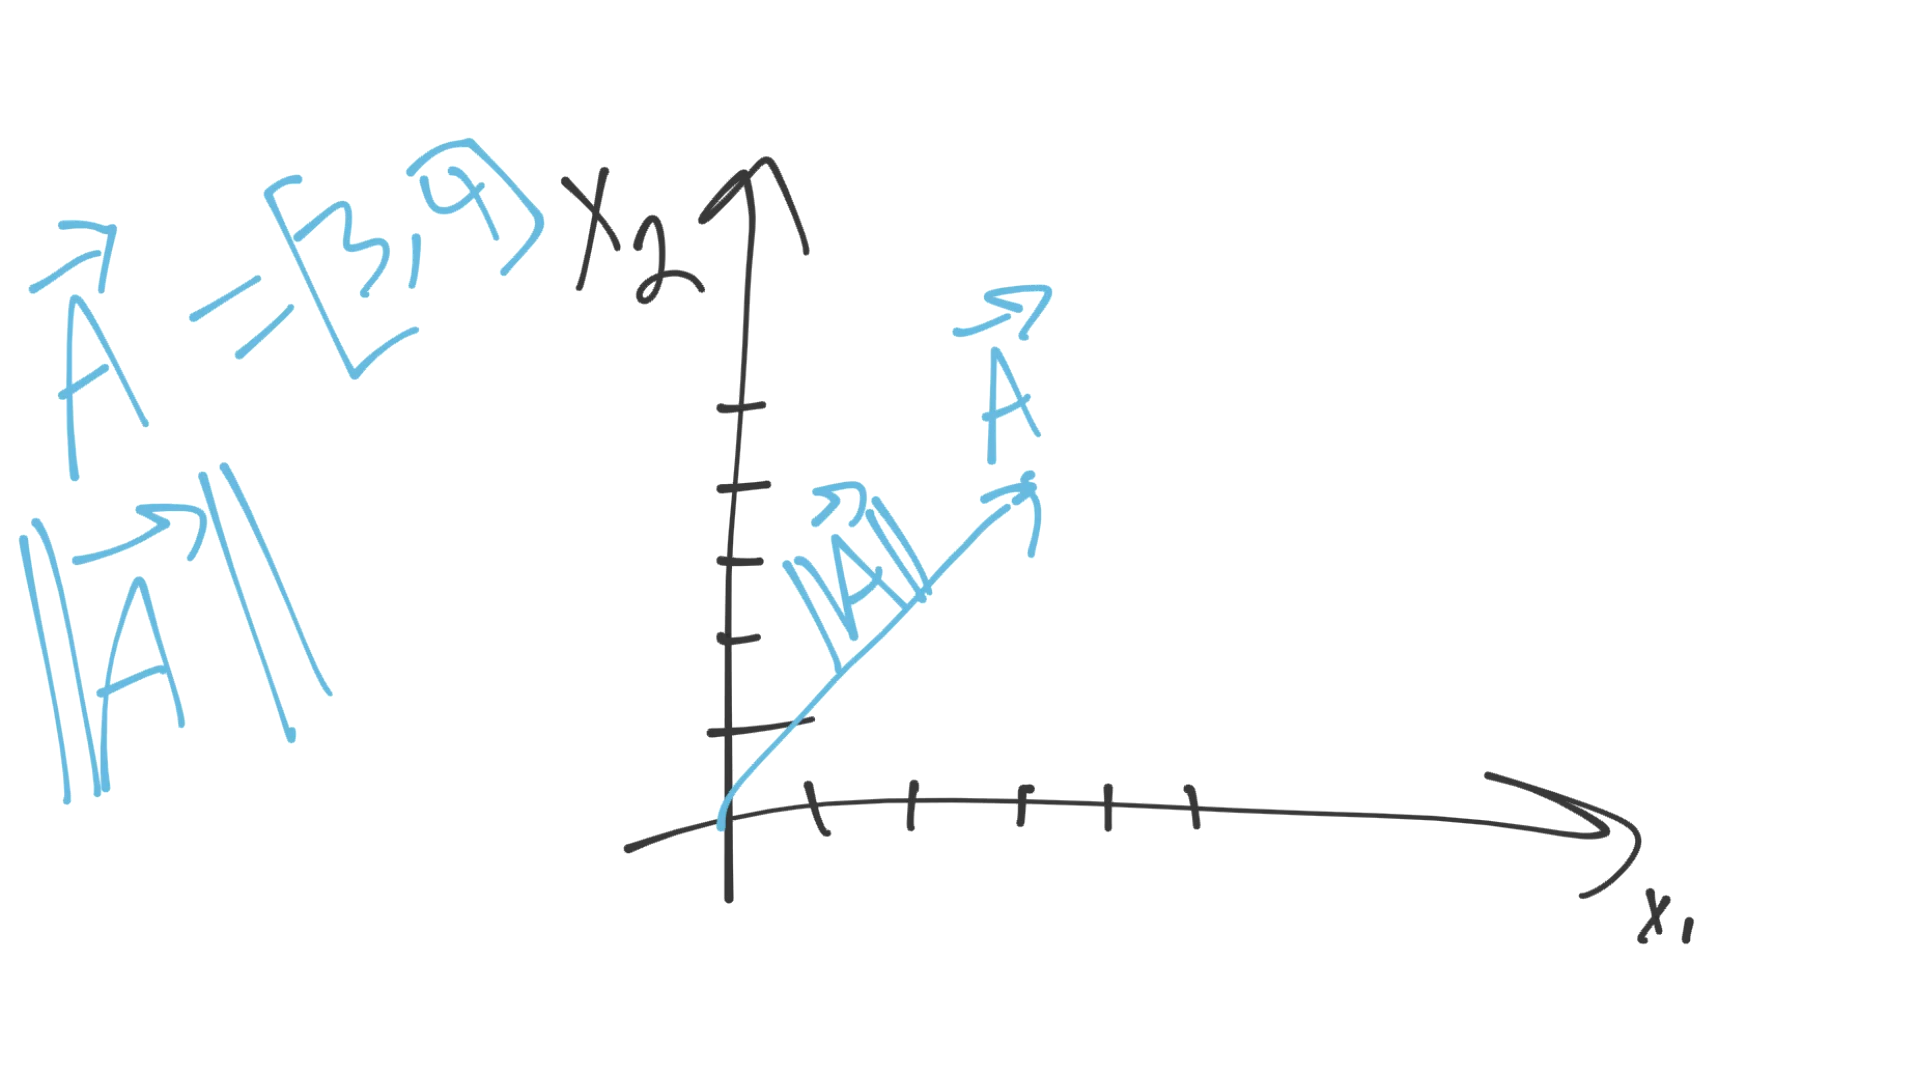 A⃗ = [3,4]
X₂
A⃗
||A⃗||
||A⃗||
X₁